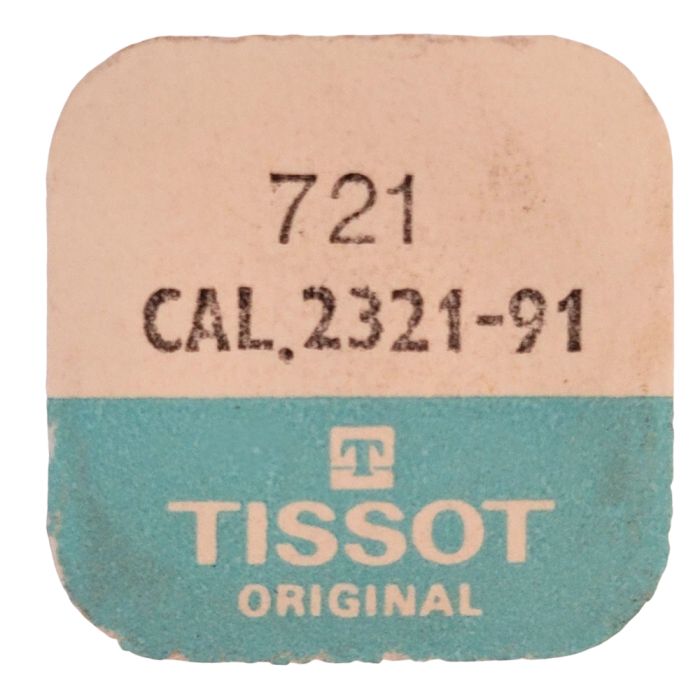 721
CAL.2321-91
T
TISSOT
ORIGINAL